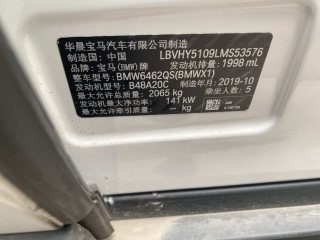 华晨宝马汽车有限公司制造
制造国：中国 LBVHY5109LMS53576
品牌：宝马(BMW) 发动机排量：1998 mL
整车型号：BMW6462QS(BMWX1)
发动机型号：B48A20C 制造年月：2019-10
最大允许总质量：2065 kg 乘坐人数：5
发动机最大净功率：141 kW
最大允许牵引质量：-- kg